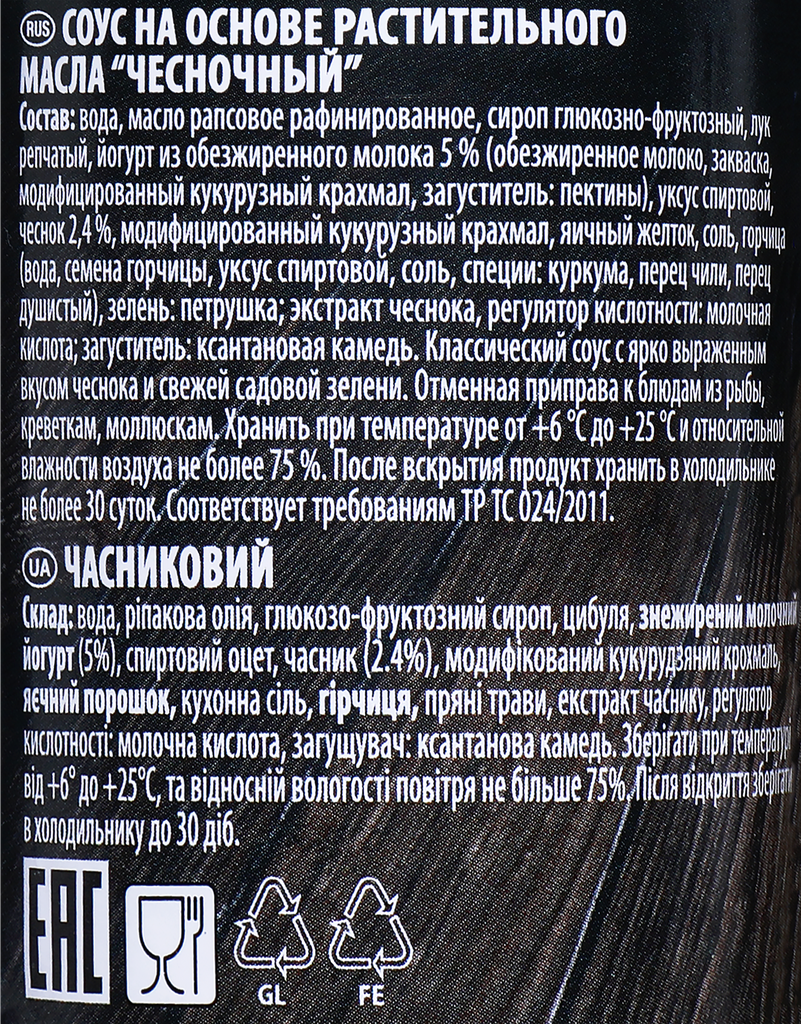 RUS СОУС НА ОСНОВЕ РАСТИТЕЛЬНОГО
МАСЛА “ЧЕСНОЧНЫЙ”
Состав: вода, масло рапсовое рафинированное, сироп глюкозно-фруктозный, лук
репчатый, йогурт из обезжиренного молока 5 % (обезжиренное молоко, закваска,
модифицированный кукурузный крахмал, загуститель: пектины), уксус спиртовой,
чеснок 2,4 %, модифицированный кукурузный крахмал, яичный желток, соль, горчица
(вода, семена горчицы, уксус спиртовой, соль, специи: куркума, перец чили, перец
душистый), зелень: петрушка; экстракт чеснока, регулятор кислотности: молочная
кислота; загуститель: ксантановая камедь. Классический соус с ярко выраженным
вкусом чеснока и свежей садовой зелени. Отменная приправа к блюдам из рыбы,
креветкам, моллюскам. Хранить при температуре от +6 °С до +25 °С и относительной
влажности воздуха не более 75 %. После вскрытия продукт хранить в холодильнике
не более 30 суток. Соответствует требованиям ТР ТС 024/2011.
UA ЧАСНИКОВИЙ
Склад: вода, ріпакова олія, глюкозо-фруктозний сироп, цибуля, знежирений молочний
йогурт (5%), спиртовий оцет, часник (2.4%), модифікований кукурудзяний крохмаль,
яєчний порошок, кухонна сіль, гірчиця, пряні трави, екстракт часнику, регулятор
кислотності: молочна кислота, загущувач: ксантанова камедь. Зберігати при температурі
від +6° до +25°С, та відносній вологості повітря не більше 75%. Після відкриття зберігати
в холодильнику до 30 діб.
EAC
GL FE